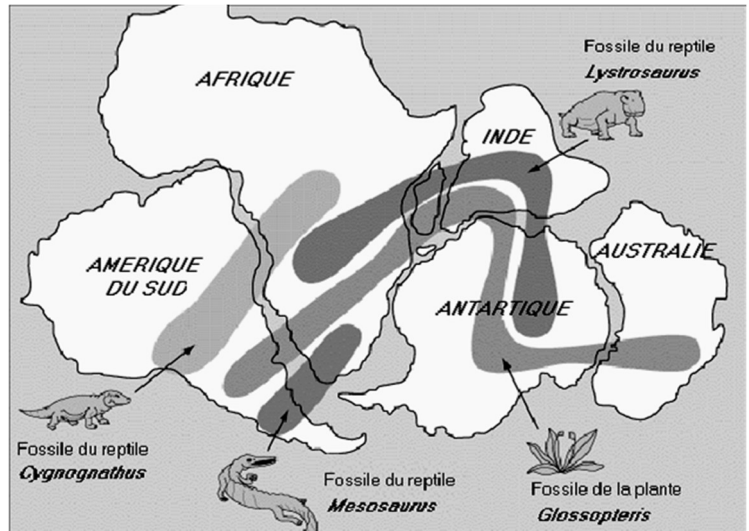 Fossile du reptile
Lystrosaurus
AFRIQUE
INDE
AMERIQUE
DU SUD
AUSTRALIE
ANTARTIQUE
Fossile du reptile
Cygnognathus
Fossile du reptile
Mesosaurus
Fossile de la plante
Glossopteris